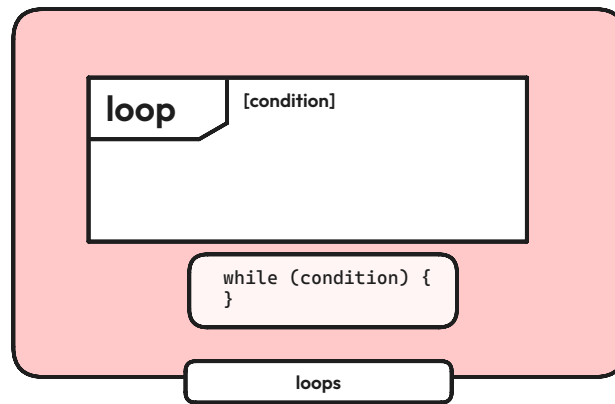 loop [condition]
while (condition) {
}
loops